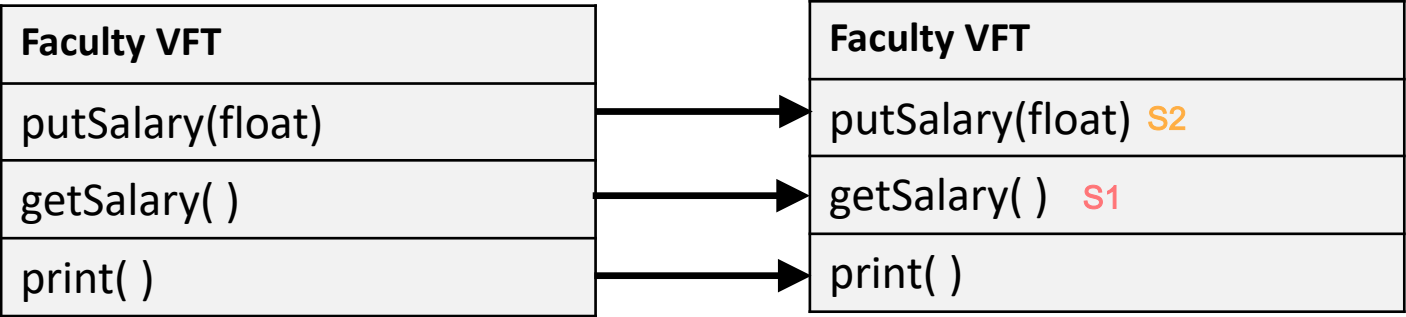 Faculty VFT
putSalary(float)
getSalary( )
print( )
Faculty VFT
putSalary(float) S2
getSalary( ) S1
print( )